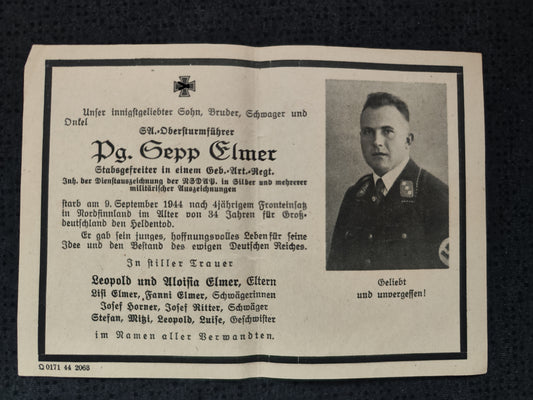 Unser innigstgeliebter Sohn, Bruder, Schwager und
Onkel
SA.-Obersturmführer
Pg. Sepp Elmer
Stabsgefreiter in einem Geb.-Art.-Regt.
Inh. der Dienstauszeichnung der NSDAP. in Silber und mehrerer
militärischer Auszeichnungen
starb am 9. September 1944 nach 4jährigem Fronteinsatz
in Nordfinnland im Alter von 34 Jahren für Groß-
deutschland den Heldentod.
Er gab sein junges, hoffnungsvolles Leben für seine
Idee und den Bestand des ewigen Deutschen Reiches.
In stiller Trauer
Leopold und Aloisia Elmer, Eltern
Lisl Elmer, Fanni Elmer, Schwägerinnen
Josef Horner, Josef Ritter, Schwäger
Stefan, Mitzi, Leopold, Luise, Geschwister
im Namen aller Verwandten.
Geliebt
und unvergessen!
Ω 0171 44 2063